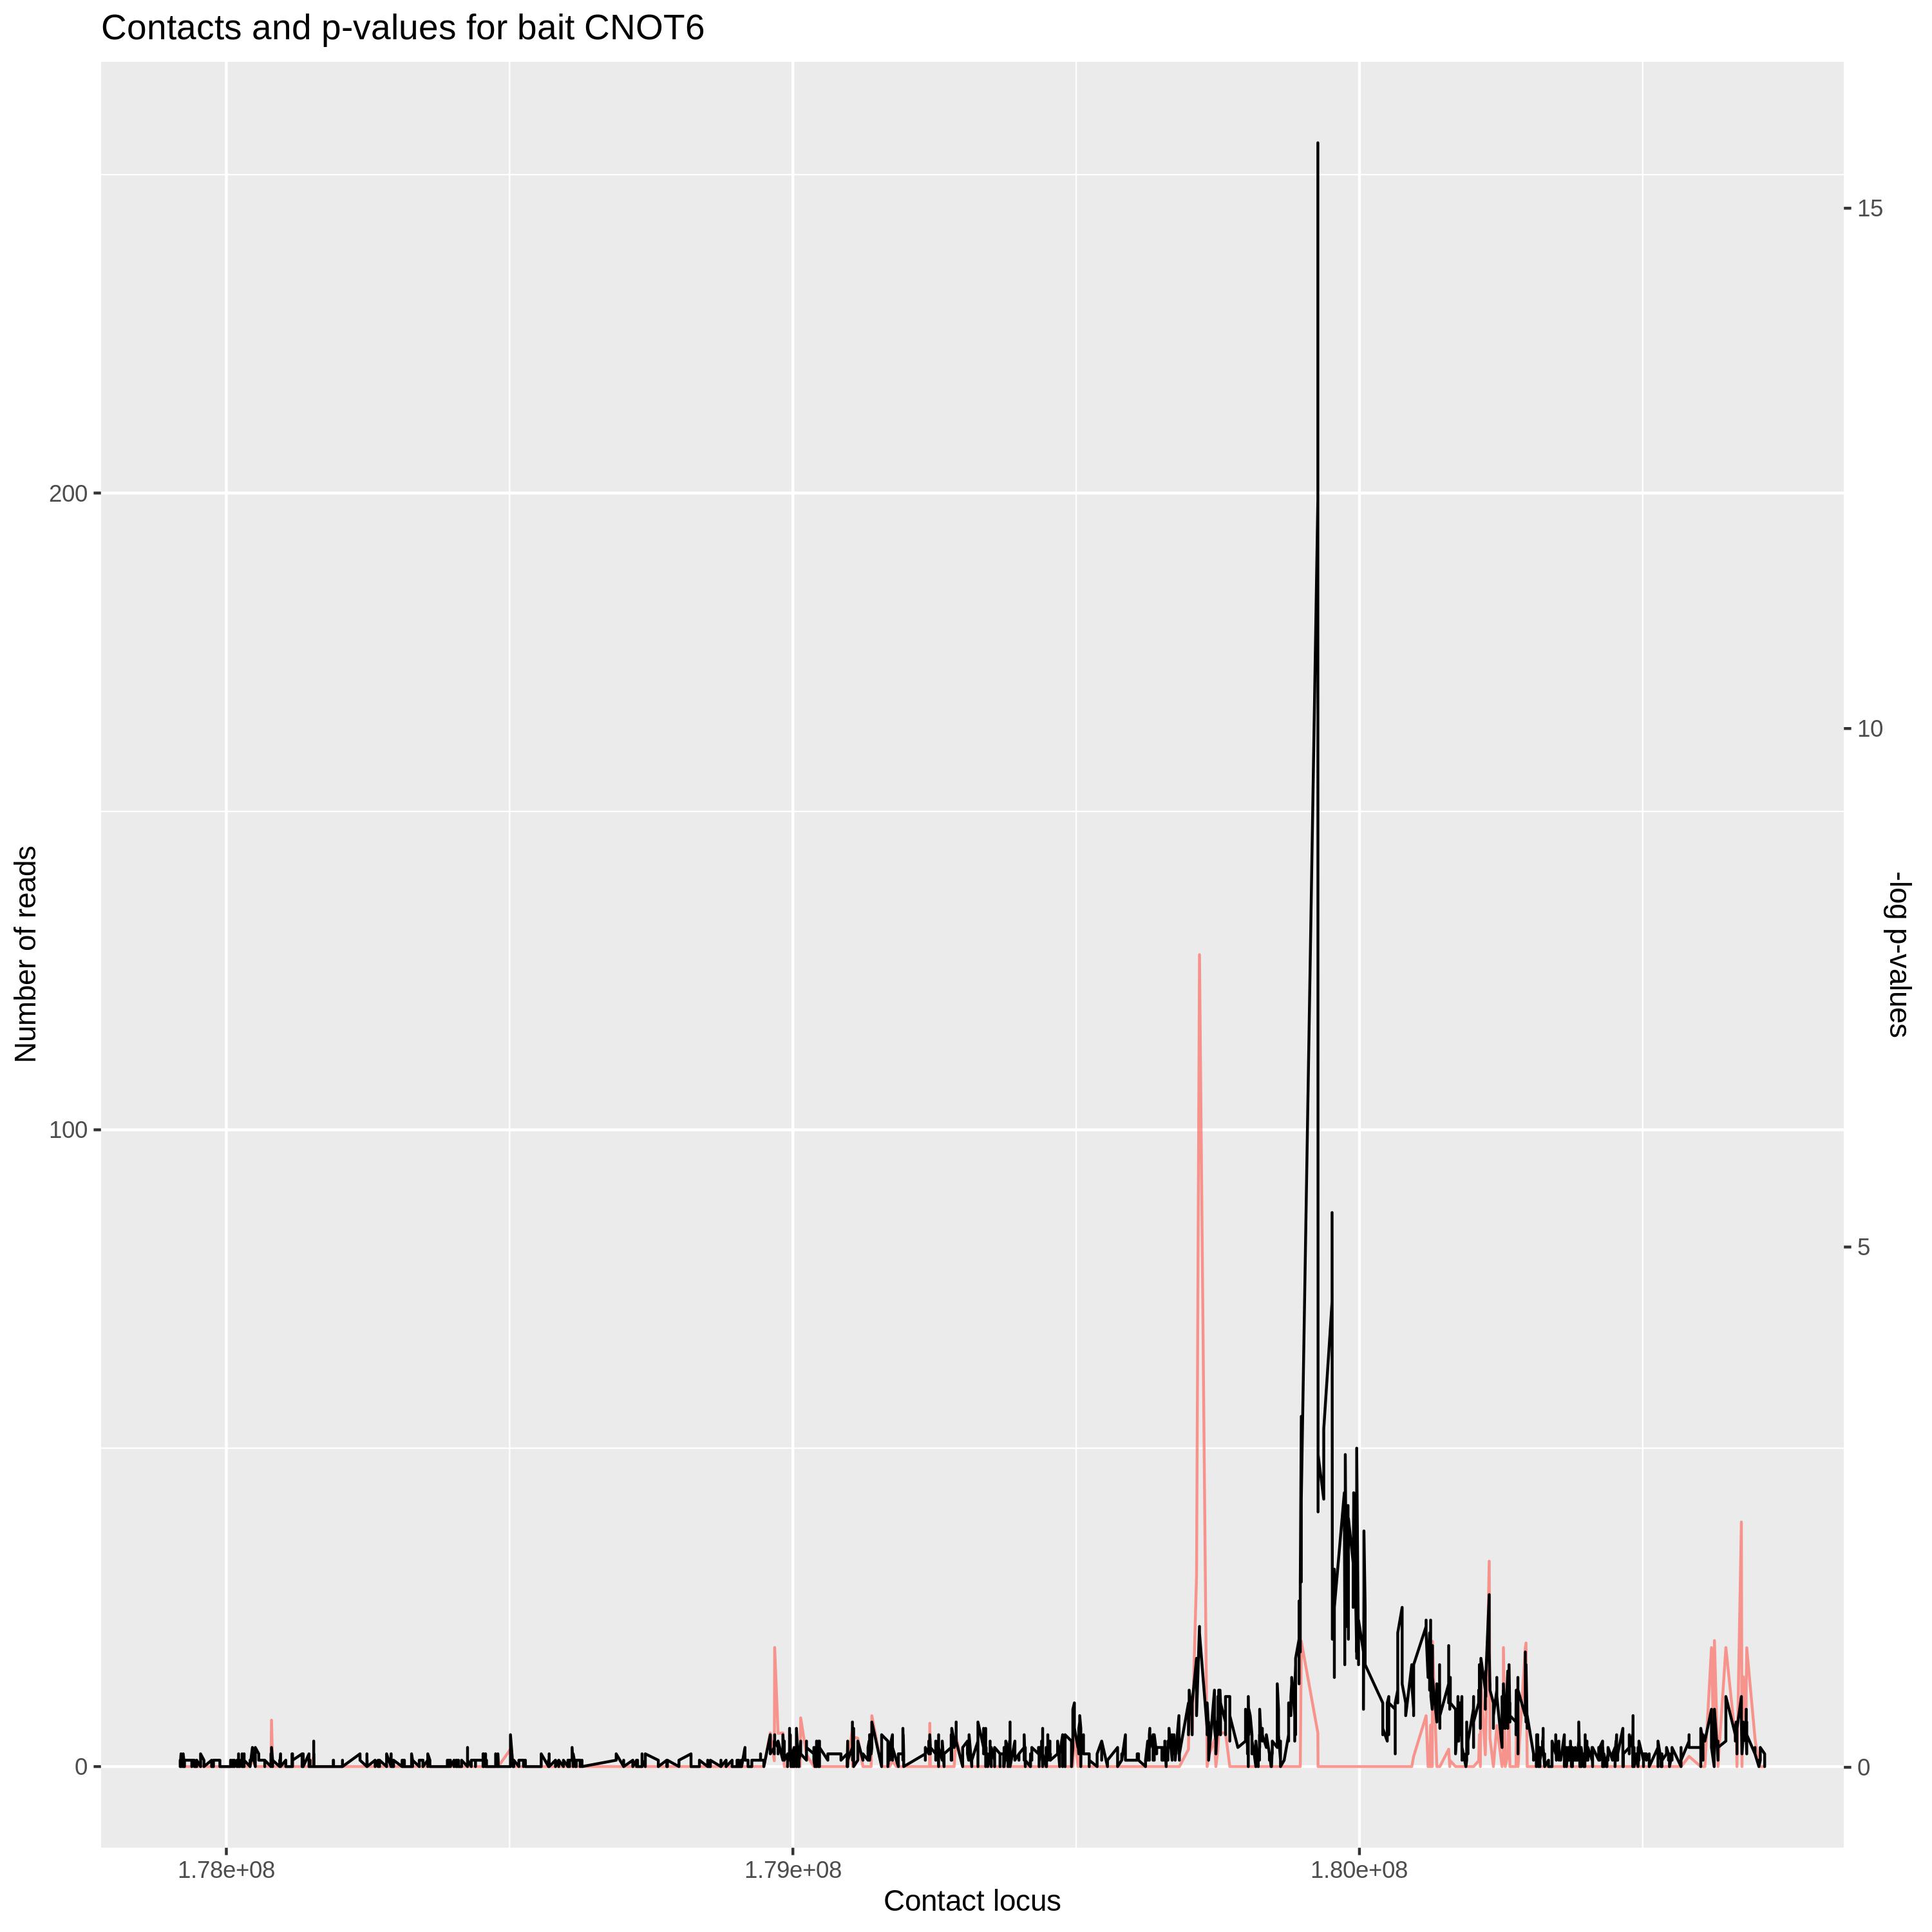 Contacts and p-values for bait CNOT6
Number of reads
200
100
0
15
10
5
0
-log p-values
1.78e+08
1.79e+08
1.80e+08
Contact locus